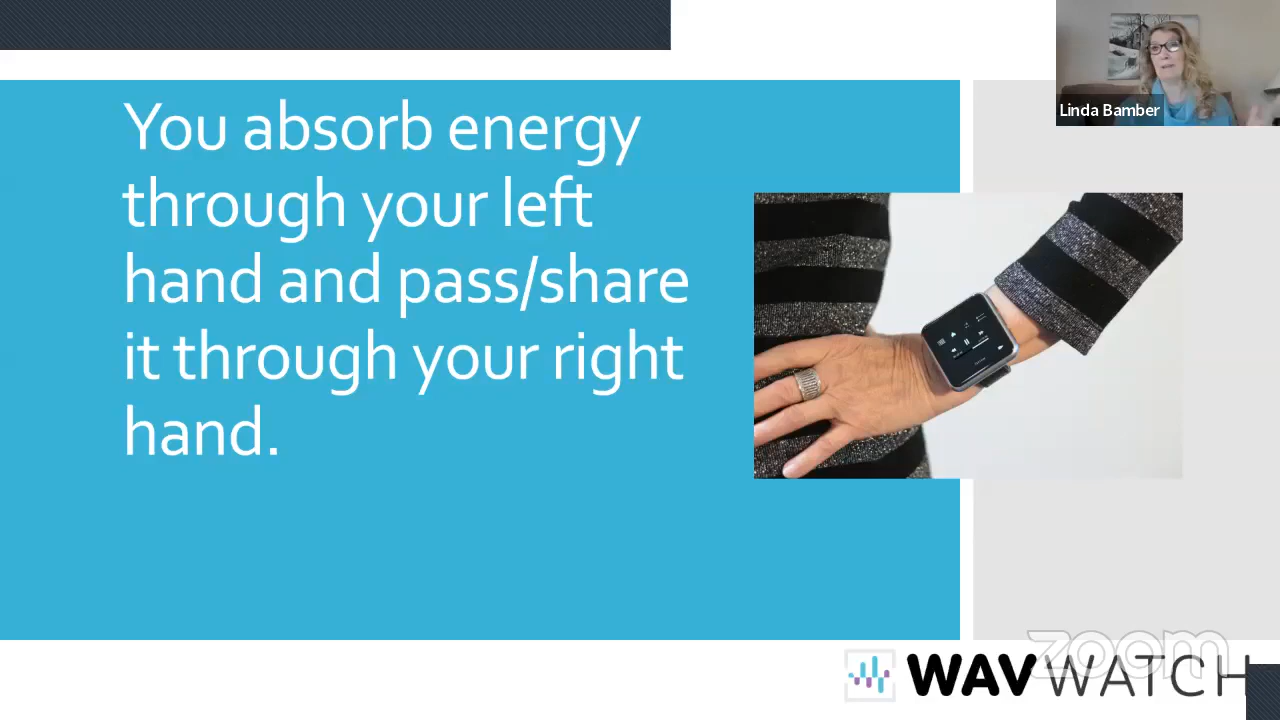 Linda Bamber
You absorb energy
through your left
hand and pass/share
it through your right
hand.
zoom
WAVWATCH